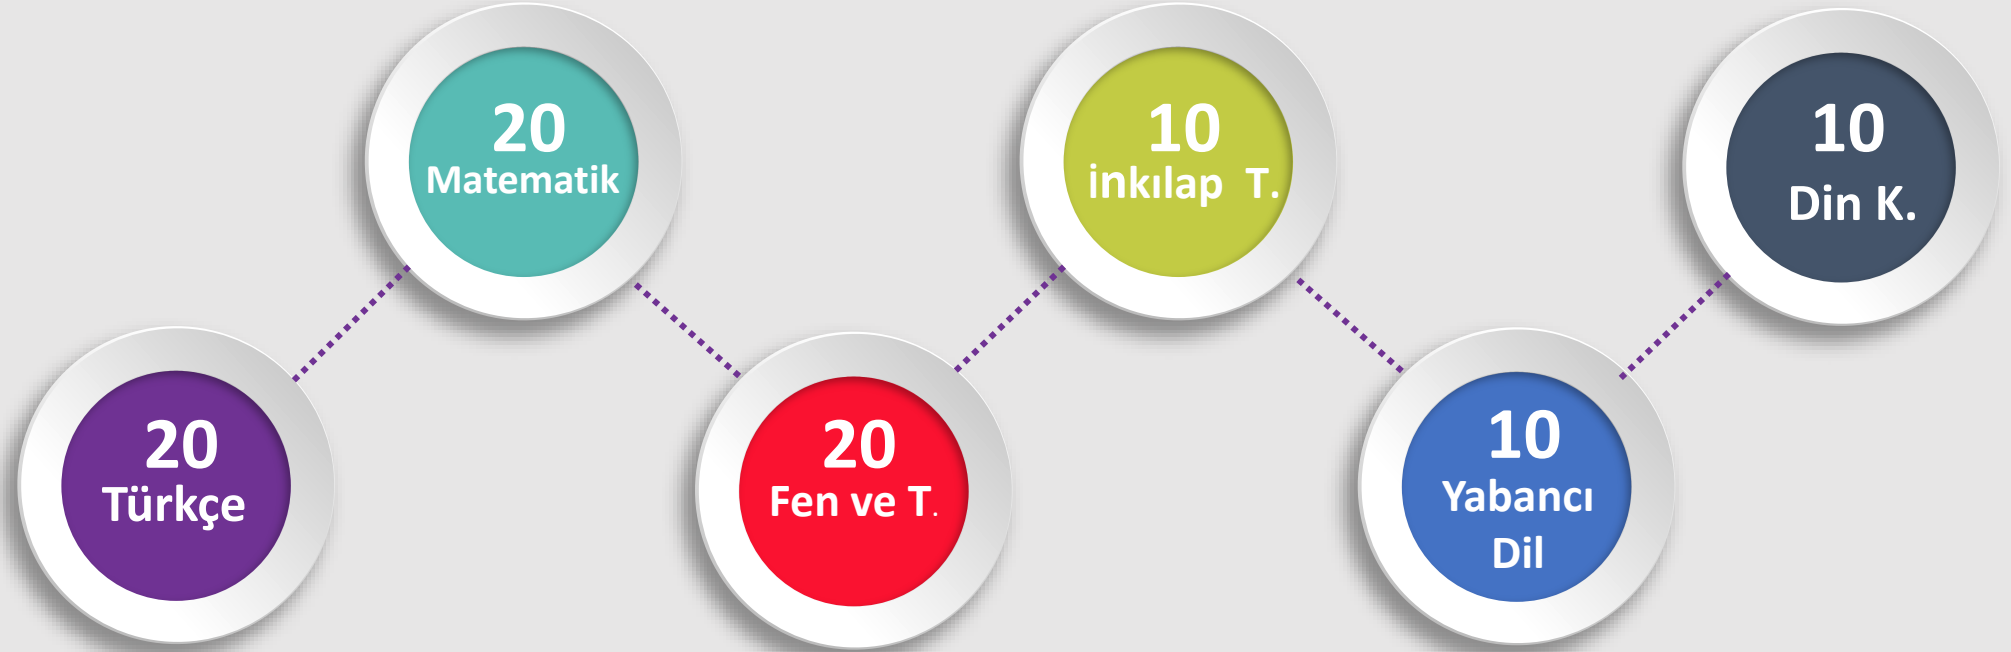 20
Türkçe
20
Matematik
20
Fen ve T.
10
inkılap T.
10
Yabancı
Dil
10
Din K.